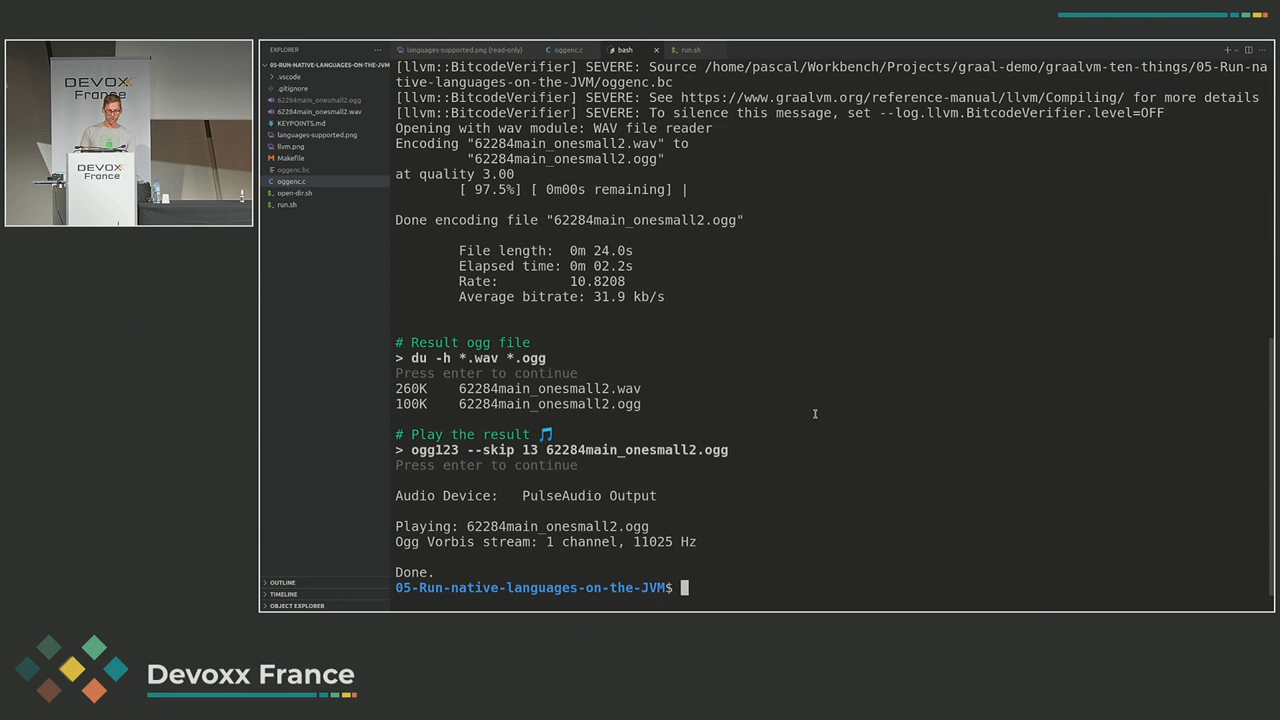 DEVOXX
France
DEVOXX
France
EXPLORER
05-RUN-NATIVE-LANGUAGES-ON-THE-JVM
.vscode
.gitignore
62284main_onesmall2.ogg
62284main_onesmall2.wav
KEYPOINTS.md
languages-supported.png
llvm.png
Makefile
oggenc.bc
oggenc.c
open-dir.sh
run.sh
OUTLINE
TIMELINE
OBJECT EXPLORER
languages-supported.png (read-only) oggenc.c bash run.sh
[llvm::BitcodeVerifier] SEVERE: Source /home/pascal/Workbench/Projects/graal-demo/graalvm-ten-things/05-Run-na
tive-languages-on-the-JVM/oggenc.bc
[llvm::BitcodeVerifier] SEVERE: See https://www.graalvm.org/reference-manual/llvm/Compiling/ for more details
[llvm::BitcodeVerifier] SEVERE: To silence this message, set --log.llvm.BitcodeVerifier.level=OFF
Opening with wav module: WAV file reader
Encoding "62284main_onesmall2.wav" to
"62284main_onesmall2.ogg"
at quality 3.00
[ 97.5%] [ 0m00s remaining] |
Done encoding file "62284main_onesmall2.ogg"
File length: 0m 24.0s
Elapsed time: 0m 02.2s
Rate: 10.8208
Average bitrate: 31.9 kb/s
# Result ogg file
> du -h *.wav *.ogg
Press enter to continue
260K 62284main_onesmall2.wav
100K 62284main_onesmall2.ogg
# Play the result 🎵
> ogg123 --skip 13 62284main_onesmall2.ogg
Press enter to continue
Audio Device: PulseAudio Output
Playing: 62284main_onesmall2.ogg
Ogg Vorbis stream: 1 channel, 11025 Hz
Done.
05-Run-native-languages-on-the-JVM$
Devoxx France